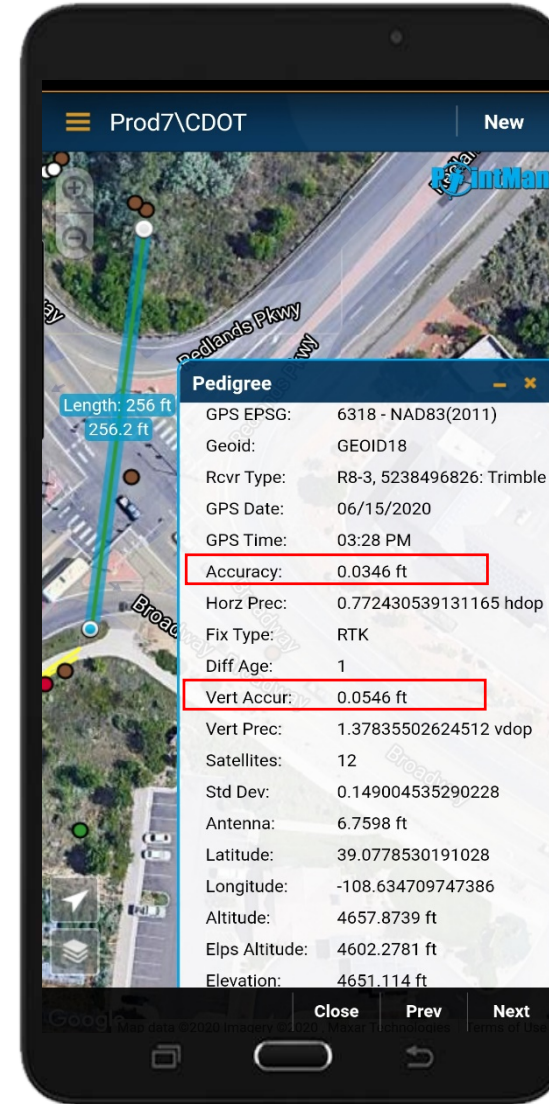 Prod7\CDOT New
PointMan
Redlands Pkwy
Pedigree
Length: 256 ft
256.2 ft
GPS EPSG: 6318 - NAD83(2011)
Geoid: GEOID18
Rcvr Type: R8-3, 5238496826: Trimble
GPS Date: 06/15/2020
GPS Time: 03:28 PM
Accuracy: 0.0346 ft
Horz Prec: 0.772430539131165 hdop
Fix Type: RTK
Diff Age: 1
Vert Accur: 0.0546 ft
Vert Prec: 1.37835502624512 vdop
Satellites: 12
Std Dev: 0.149004535290228
Antenna: 6.7598 ft
Latitude: 39.0778530191028
Longitude: -108.634709747386
Altitude: 4657.8739 ft
Elps Altitude: 4602.2781 ft
Elevation: 4651.114 ft
Broadway
Close Prev Next
Google Map data ©2020 Imagery ©2020 , Maxar Technologies Terms of Use